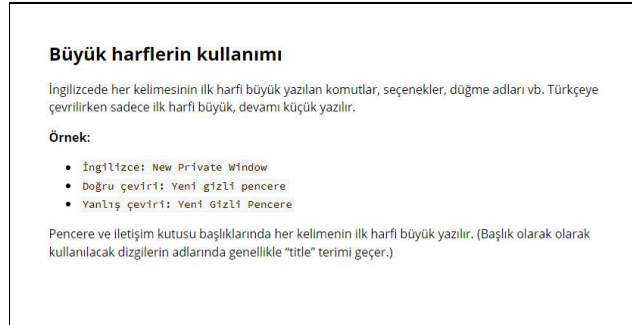 Büyük harflerin kullanımı
İngilizcede her kelimesinin ilk harfi büyük yazılan komutlar, seçenekler, düğme adları vb. Türkçeye
çevrilirken sadece ilk harfi büyük, devamı küçük yazılır.
Örnek:
• İngilizce: New Private Window
• Doğru çeviri: Yeni gizli pencere
• Yanlış çeviri: Yeni Gizli Pencere
Pencere ve iletişim kutusu başlıklarında her kelimenin ilk harfi büyük yazılır. (Başlık olarak olarak
kullanılacak dizgilerin adlarında genellikle “title” terimi geçer.)